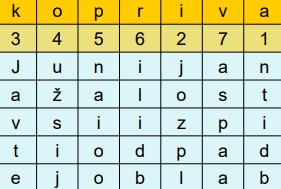 k o p r i v a
3 4 5 6 2 7 1
J u n i j a n
a ž a l o s t
v s i i z p i
t i o d p a d
e j o b l a b